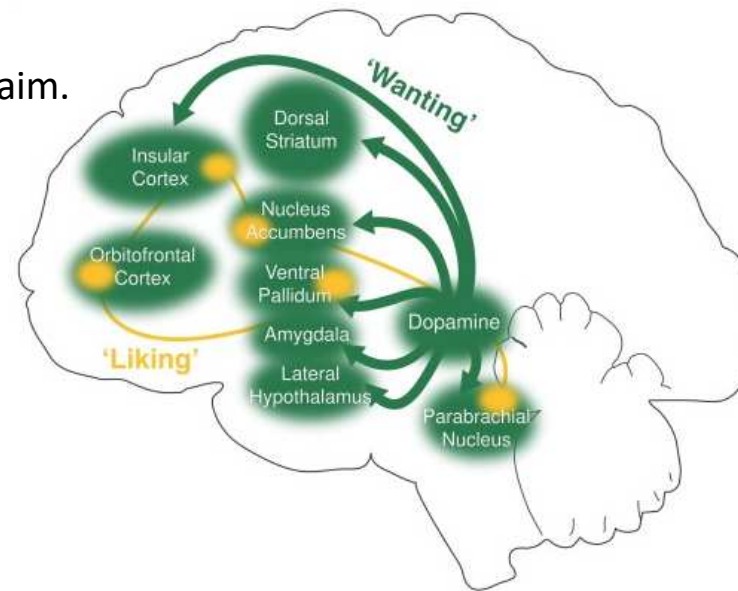 aim.
'Wanting'
Dorsal
Striatum
Insular
Cortex
Nucleus
Accumbens
Orbitofrontal
Cortex
Ventral
Pallidum
Dopamine
Amygdala
'Liking'
Lateral
Hypothalamus
Parabrachial
Nucleus